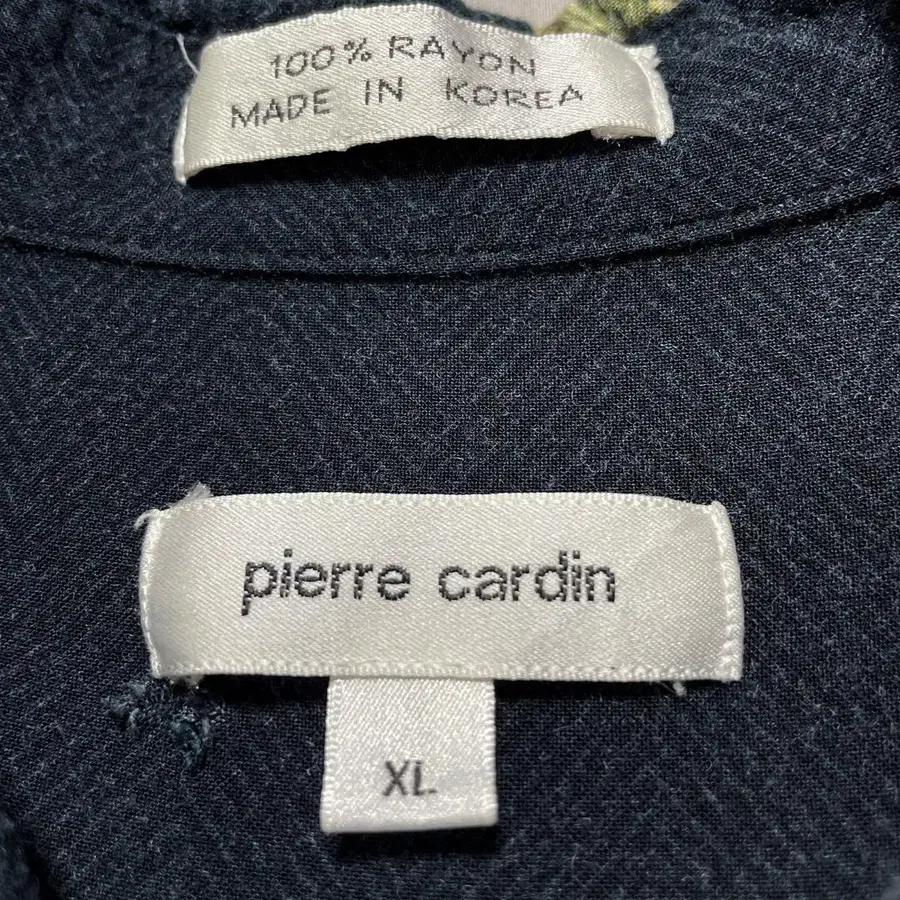 100% RAYON
MADE IN KOREA
pierre cardin
XL